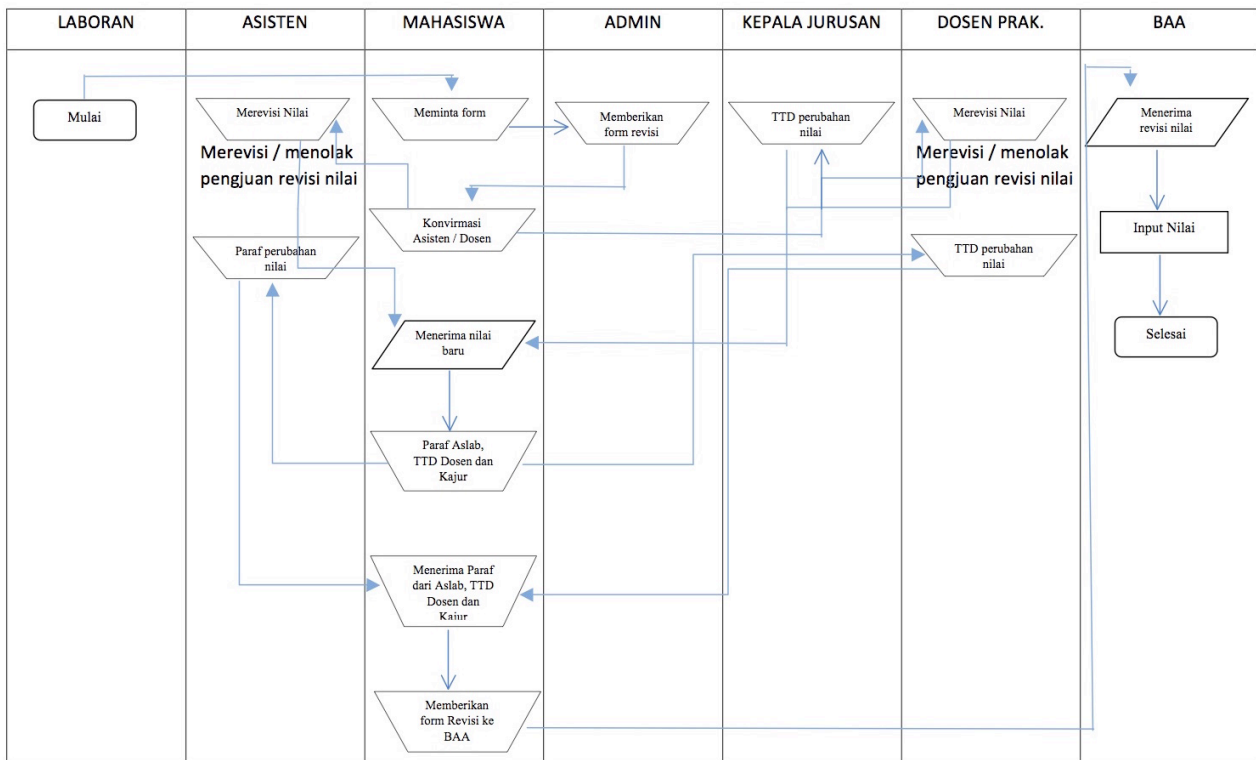 LABORAN
ASISTEN
MAHASISWA
ADMIN
KEPALA JURUSAN
DOSEN PRAK.
BAA
Mulai
Merevisi Nilai
Meminta form
Memberikan
form revisi
TTD perubahan
nilai
Merevisi Nilai
Menerima
revisi nilai
Merevisi / menolak
pengjuan revisi nilai
Merevisi / menolak
pengjuan revisi nilai
Konvirmasi
Asisten / Dosen
Input Nilai
Paraf perubahan
nilai
TTD perubahan
nilai
Menerima nilai
baru
Selesai
Paraf Aslab,
TTD Dosen dan
Kajur
Menerima Paraf
dari Aslab, TTD
Dosen dan
Kajur
Memberikan
form Revisi ke
BAA